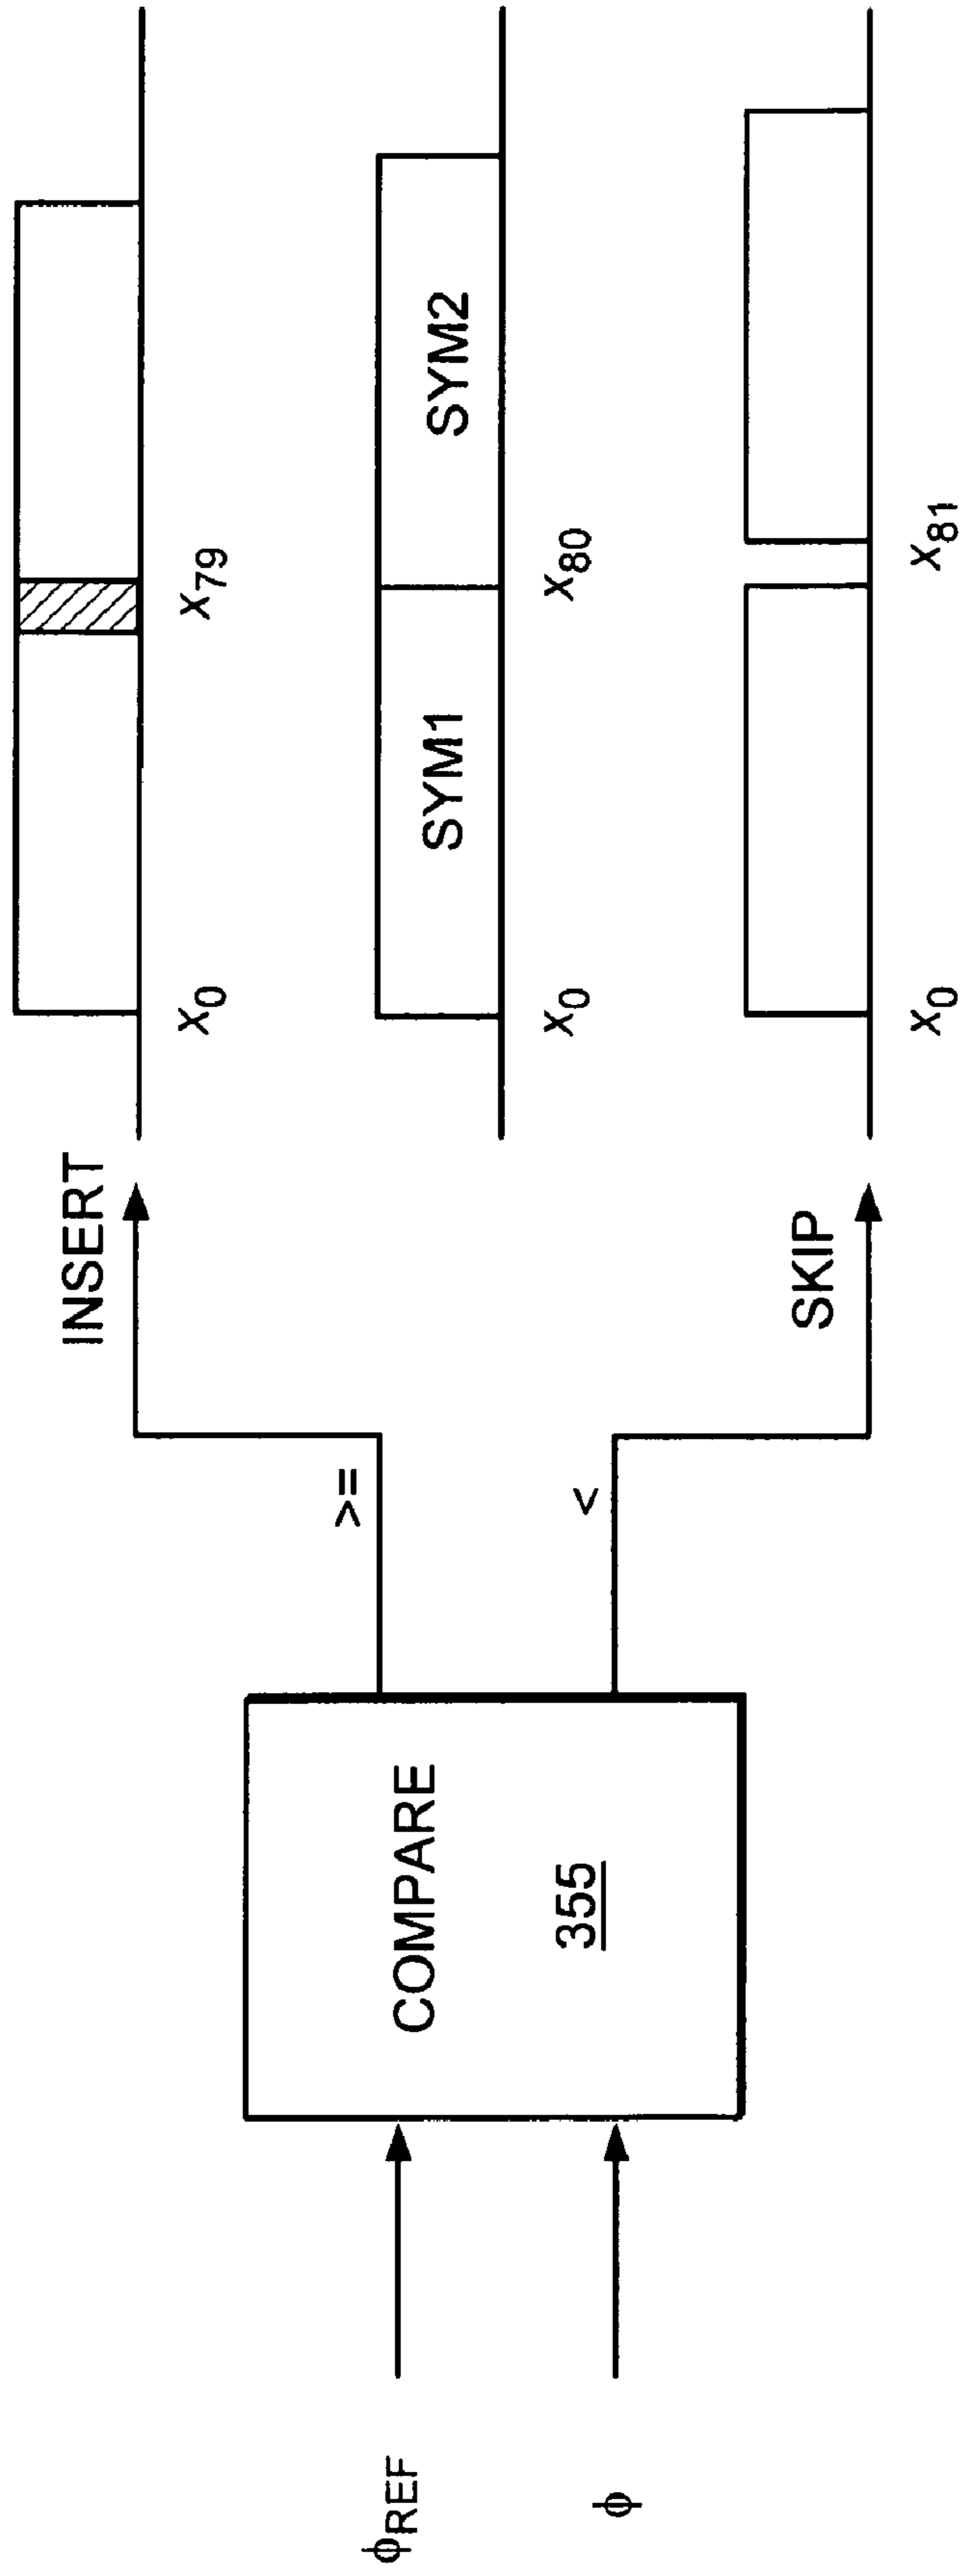 ϕREF
ϕ
COMPARE
355
>=
<
INSERT
SKIP
x0
x79
SYM1
SYM2
x0
x80
x0
x81